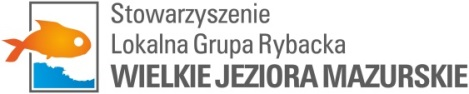 Stowarzyszenie
Lokalna Grupa Rybacka
WIELKIE JEZIORA MAZURSKIE